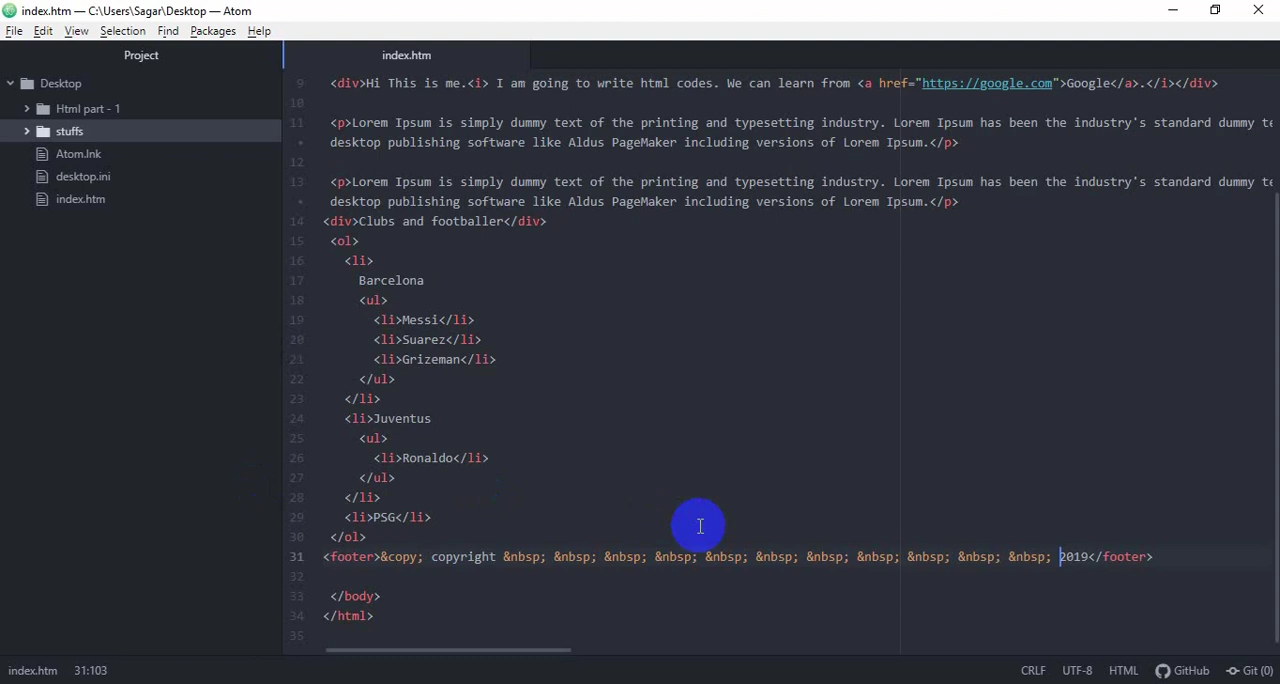 index.htm — C:\Users\Sagar\Desktop — Atom
File Edit View Selection Find Packages Help
Project
index.htm
Desktop
Html part - 1
stuffs
Atom.lnk
desktop.ini
index.htm
9 <div>Hi This is me.<i> I am going to write html codes. We can learn from <a href="https://google.com">Google</a>.</i></div>
10
11 <p>Lorem Ipsum is simply dummy text of the printing and typesetting industry. Lorem Ipsum has been the industry's standard dummy te
• desktop publishing software like Aldus PageMaker including versions of Lorem Ipsum.</p>
12
13 <p>Lorem Ipsum is simply dummy text of the printing and typesetting industry. Lorem Ipsum has been the industry's standard dummy te
• desktop publishing software like Aldus PageMaker including versions of Lorem Ipsum.</p>
14 <div>Clubs and footballer</div>
15 <ol>
16 <li>
17 Barcelona
18 <ul>
19 <li>Messi</li>
20 <li>Suarez</li>
21 <li>Grizeman</li>
22 </ul>
23 </li>
24 <li>Juventus
25 <ul>
26 <li>Ronaldo</li>
27 </ul>
28 </li>
29 <li>PSG</li>
30 </ol>
31 <footer>&copy; copyright &nbsp; &nbsp; &nbsp; &nbsp; &nbsp; &nbsp; &nbsp; &nbsp; &nbsp; &nbsp; &nbsp; 2019</footer>
32
33 </body>
34 </html>
35
index.htm 31:103 CRLF UTF-8 HTML GitHub Git (0)